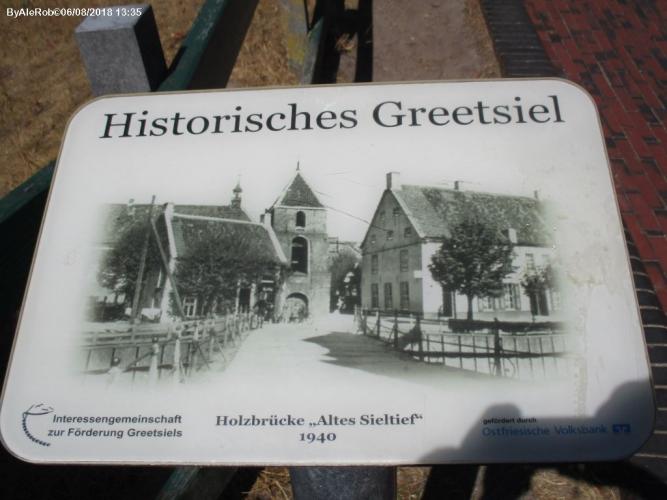 ByAleRob©06/08/2018 13:35
Historisches Greetsiel
Interessengemeinschaft
zur Förderung Greetsiels
Holzbrücke „Altes Sieltief“
1940
gefördert durch
Ostfriesische Volksbank